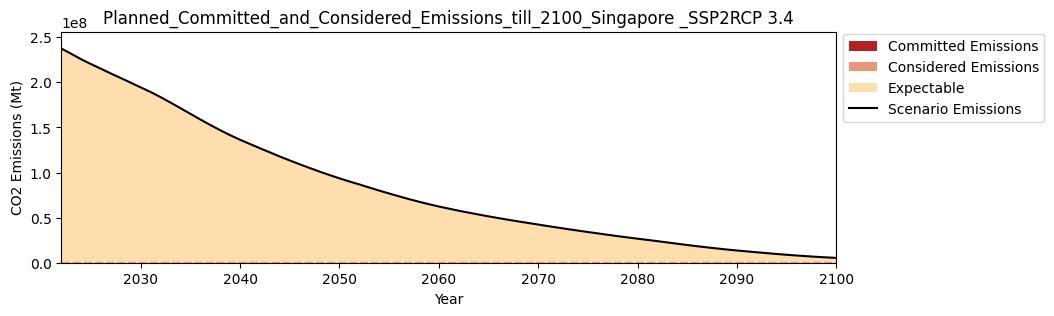 Planned_Committed_and_Considered_Emissions_till_2100_Singapore _SSP2RCP 3.4
1e8
2.5
2.0
1.5
1.0
0.5
0.0
CO2 Emissions (Mt)
2030 2040 2050 2060 2070 2080 2090 2100
Year
Committed Emissions
Considered Emissions
Expectable
Scenario Emissions